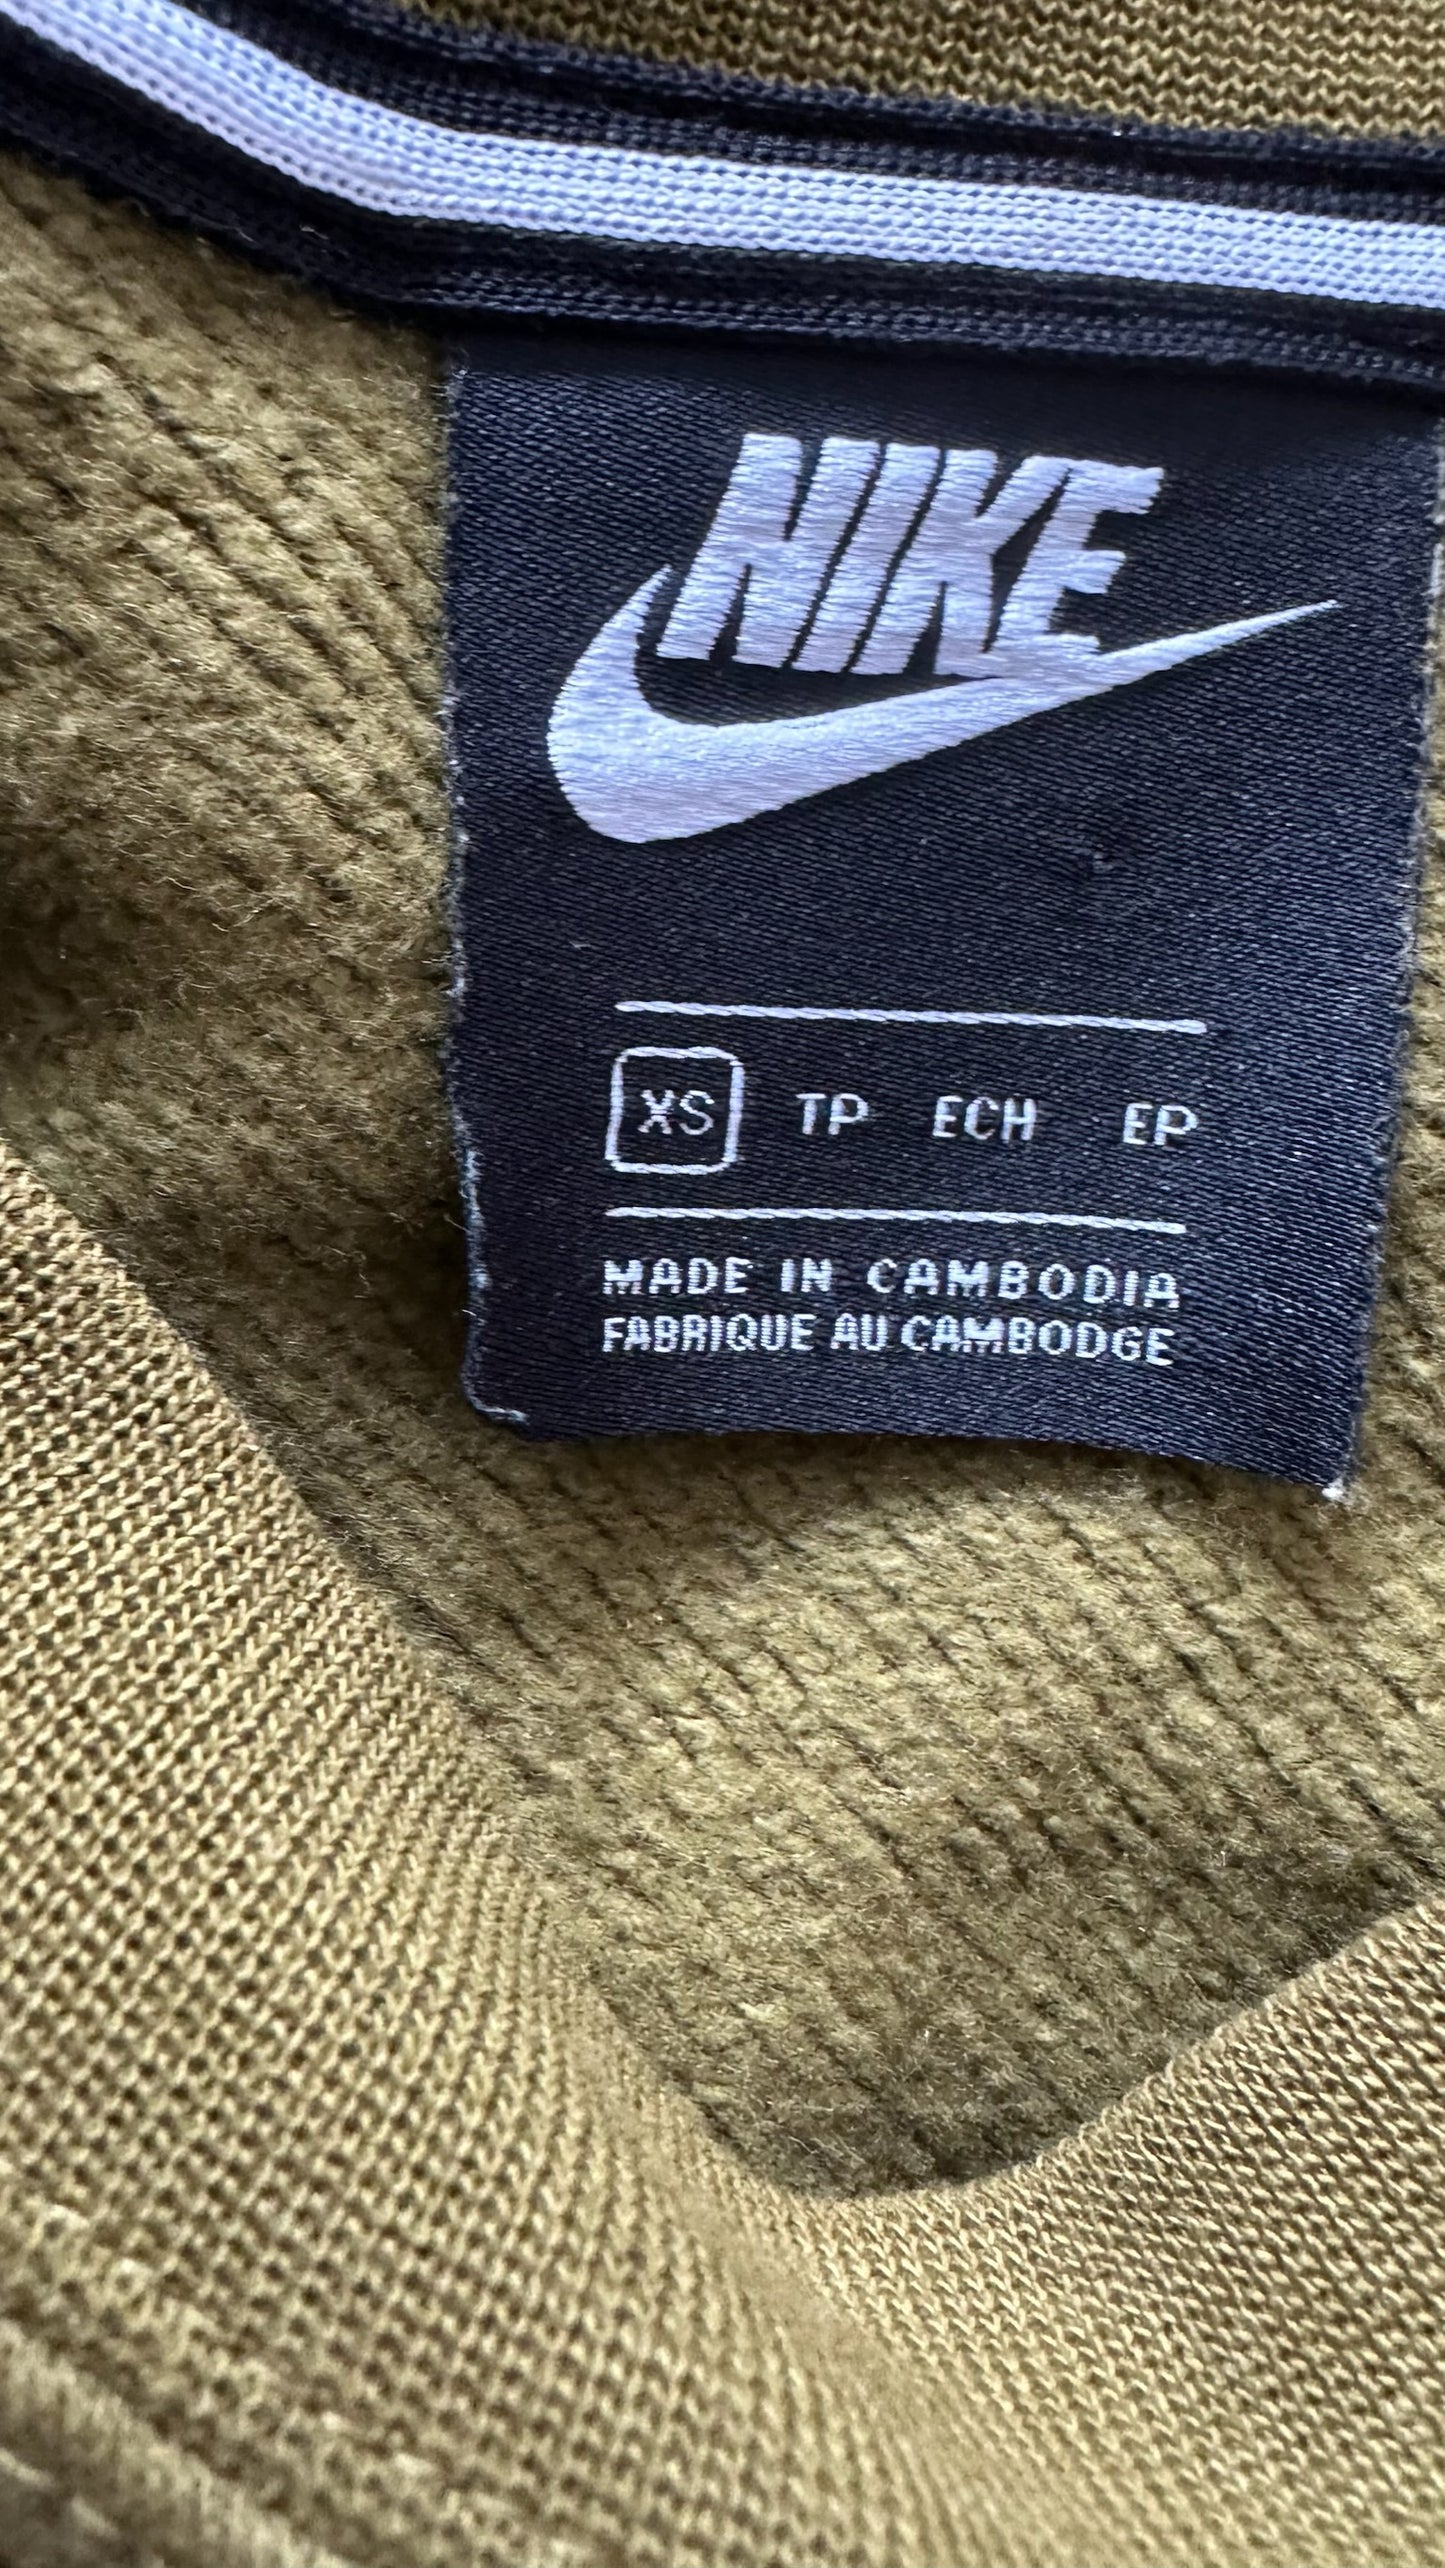 NIKE
XS TP ECH EP
MADE IN CAMBODIA
FABRIQUE AU CAMBODGE